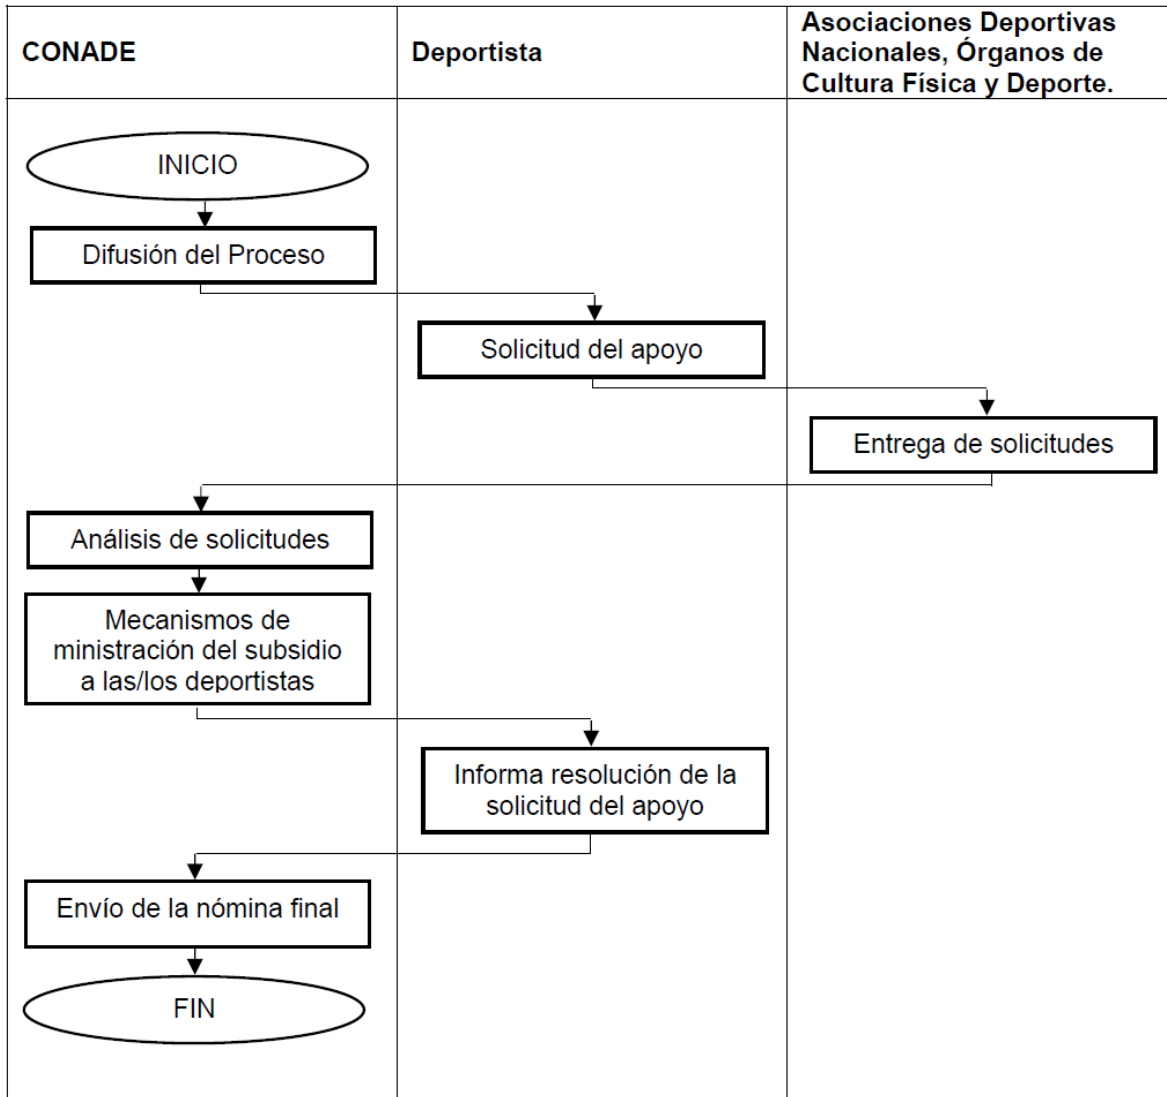 CONADE
Deportista
Asociaciones Deportivas
Nacionales, Órganos de
Cultura Física y Deporte.
INICIO
Difusión del Proceso
Solicitud del apoyo
Entrega de solicitudes
Análisis de solicitudes
Mecanismos de
ministración del subsidio
a las/los deportistas
Informa resolución de la
solicitud del apoyo
Envío de la nómina final
FIN